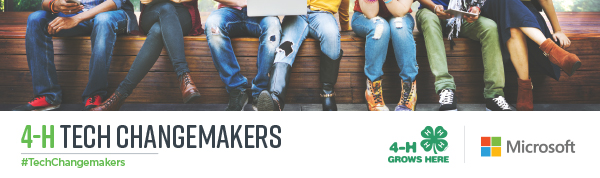 4-H TECH CHANGEMAKERS
#TechChangemakers
4-H
GROWS HERE
Microsoft